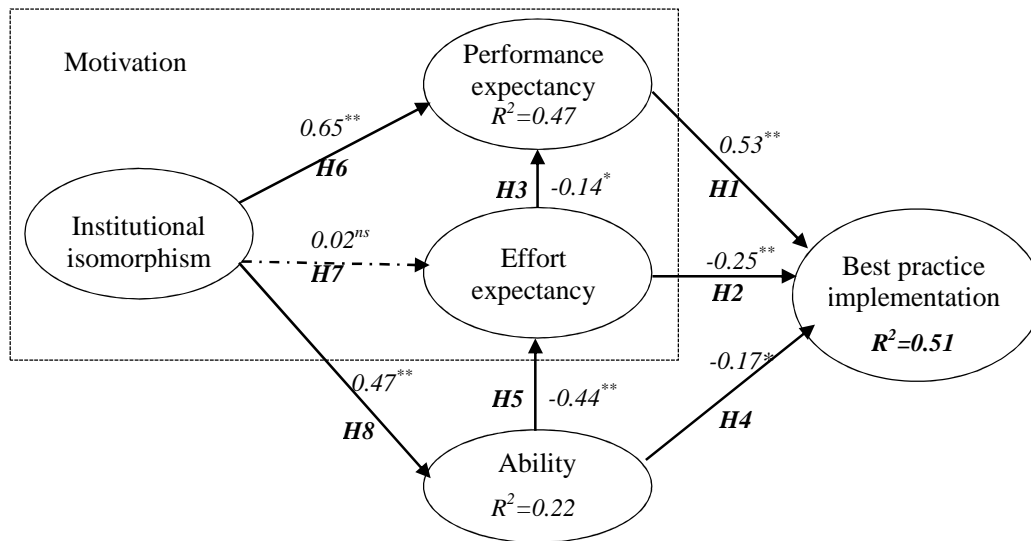 Motivation
Performance
expectancy
R²=0.47
0.65**
H6
0.53**
H1
H3
-0.14*
Institutional
isomorphism
0.02ns
H7
Effort
expectancy
-0.25**
H2
Best practice
implementation
R²=0.51
0.47**
H8
H5
-0.44**
-0.17*
H4
Ability
R²=0.22